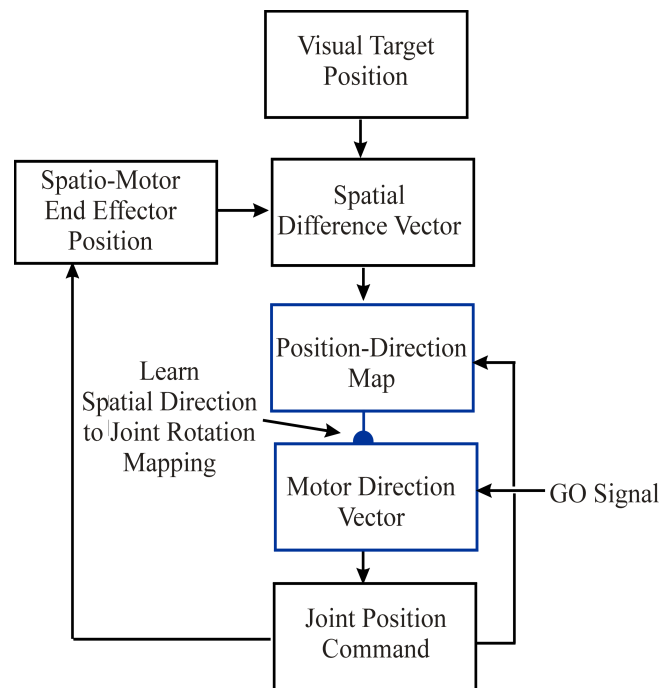 Visual Target
Position
Spatio-Motor
End Effector
Position
Spatial
Difference Vector
Position-Direction
Map
Learn
Spatial Direction
to Joint Rotation
Mapping
Motor Direction
Vector
GO Signal
Joint Position
Command